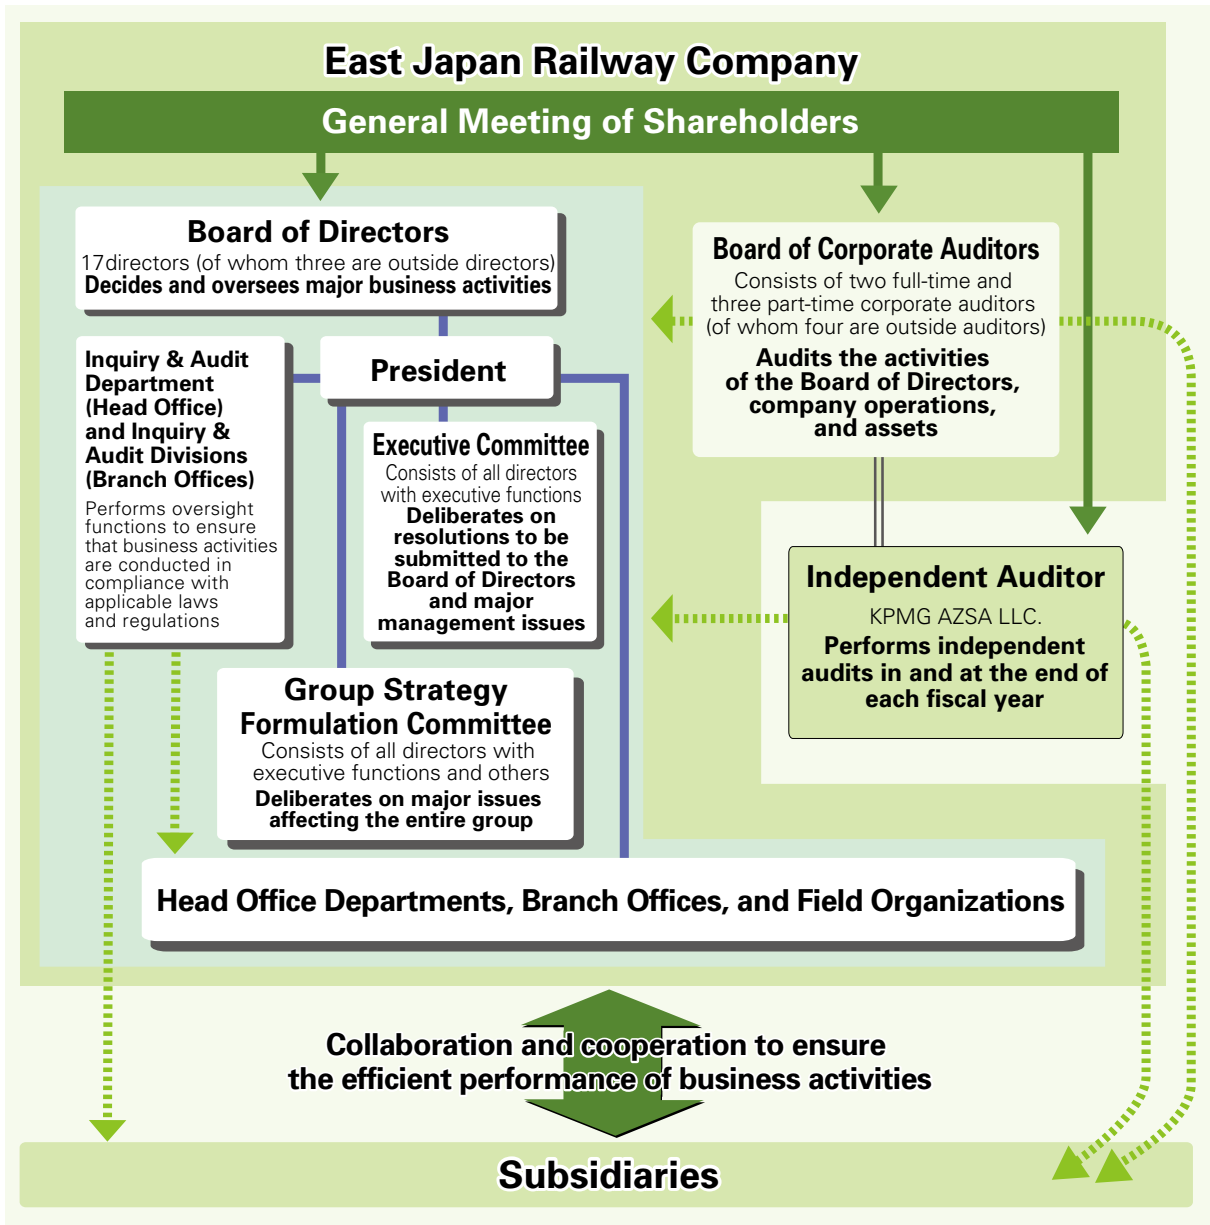 East Japan Railway Company
General Meeting of Shareholders
Board of Directors
17directors (of whom three are outside directors)
Decides and oversees major business activities
Board of Corporate Auditors
Consists of two full-time and
three part-time corporate auditors
(of whom four are outside auditors)
Audits the activities
of the Board of Directors,
company operations,
and assets
Inquiry & Audit
Department
(Head Office)
and Inquiry &
Audit Divisions
(Branch Offices)
Performs oversight
functions to ensure
that business activities
are conducted in
compliance with
applicable laws
and regulations
President
Executive Committee
Consists of all directors
with executive functions
Deliberates on
resolutions to be
submitted to the
Board of Directors
and major
management issues
Independent Auditor
KPMG AZSA LLC.
Performs independent
audits in and at the end of
each fiscal year
Group Strategy
Formulation Committee
Consists of all directors with
executive functions and others
Deliberates on major issues
affecting the entire group
Head Office Departments, Branch Offices, and Field Organizations
Collaboration and cooperation to ensure
the efficient performance of business activities
Subsidiaries